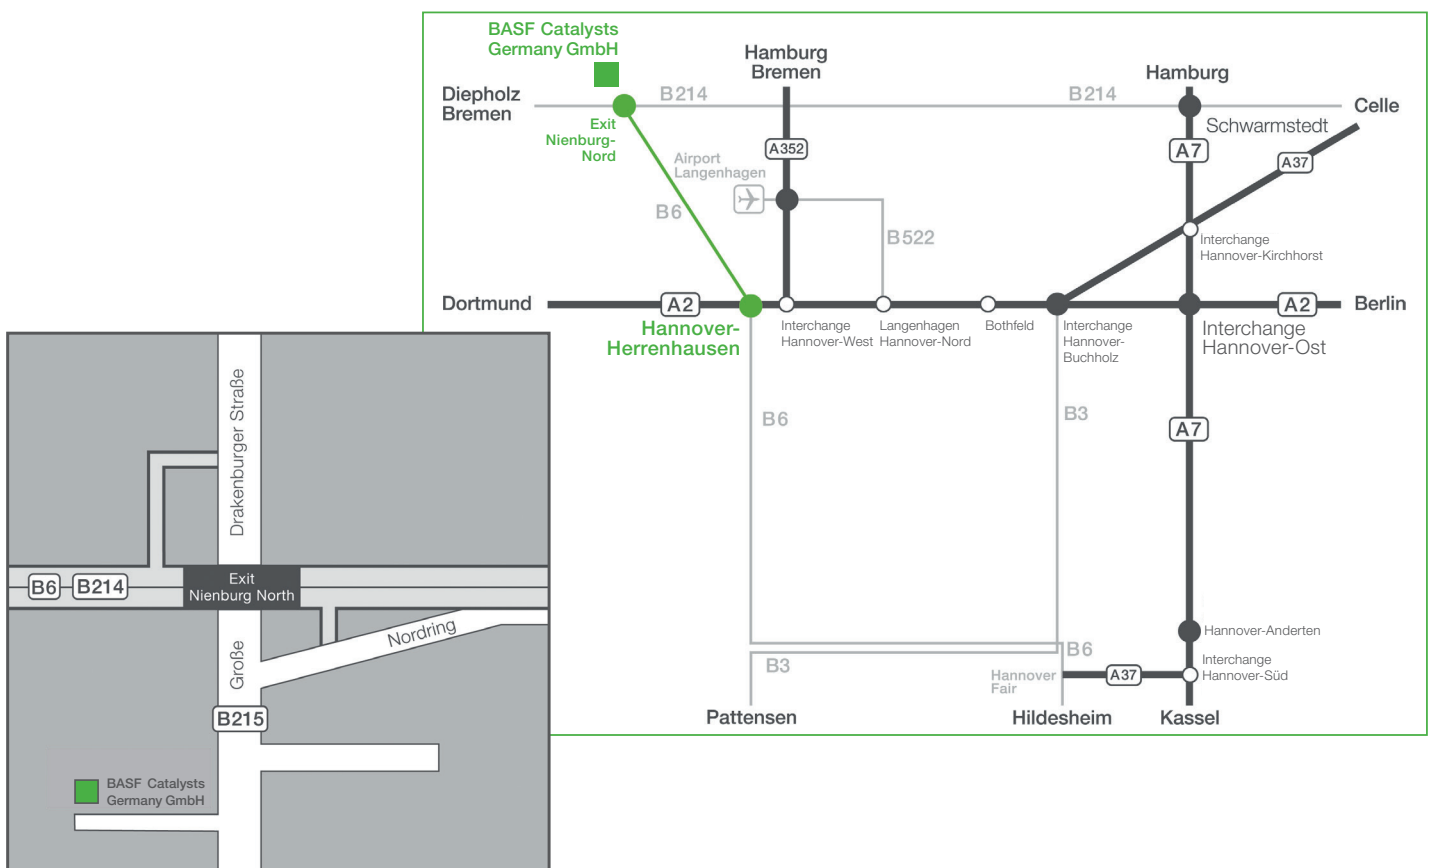 BASF Catalysts
Germany GmbH
Hamburg
Bremen
Hamburg
Diepholz
Bremen
B214
B214
Celle
Exit
Nienburg-
Nord
Schwarmstedt
A352
A7
A37
Airport
Langenhagen
B6
B522
Interchange
Hannover-Kirchhorst
Dortmund
A2
A2
Berlin
Hannover-
Herrenhausen
Interchange
Hannover-West
Langenhagen
Hannover-Nord
Bothfeld
Interchange
Hannover-
Buchholz
Interchange
Hannover-Ost
B6
B3
A7
Hannover-Anderten
B6
B3
Interchange
Hannover-Süd
Hannover
Fair
A37
Pattensen
Hildesheim
Kassel
Drakenburger Straße
B6
B214
Exit
Nienburg North
Nordring
Große
B215
BASF Catalysts
Germany GmbH